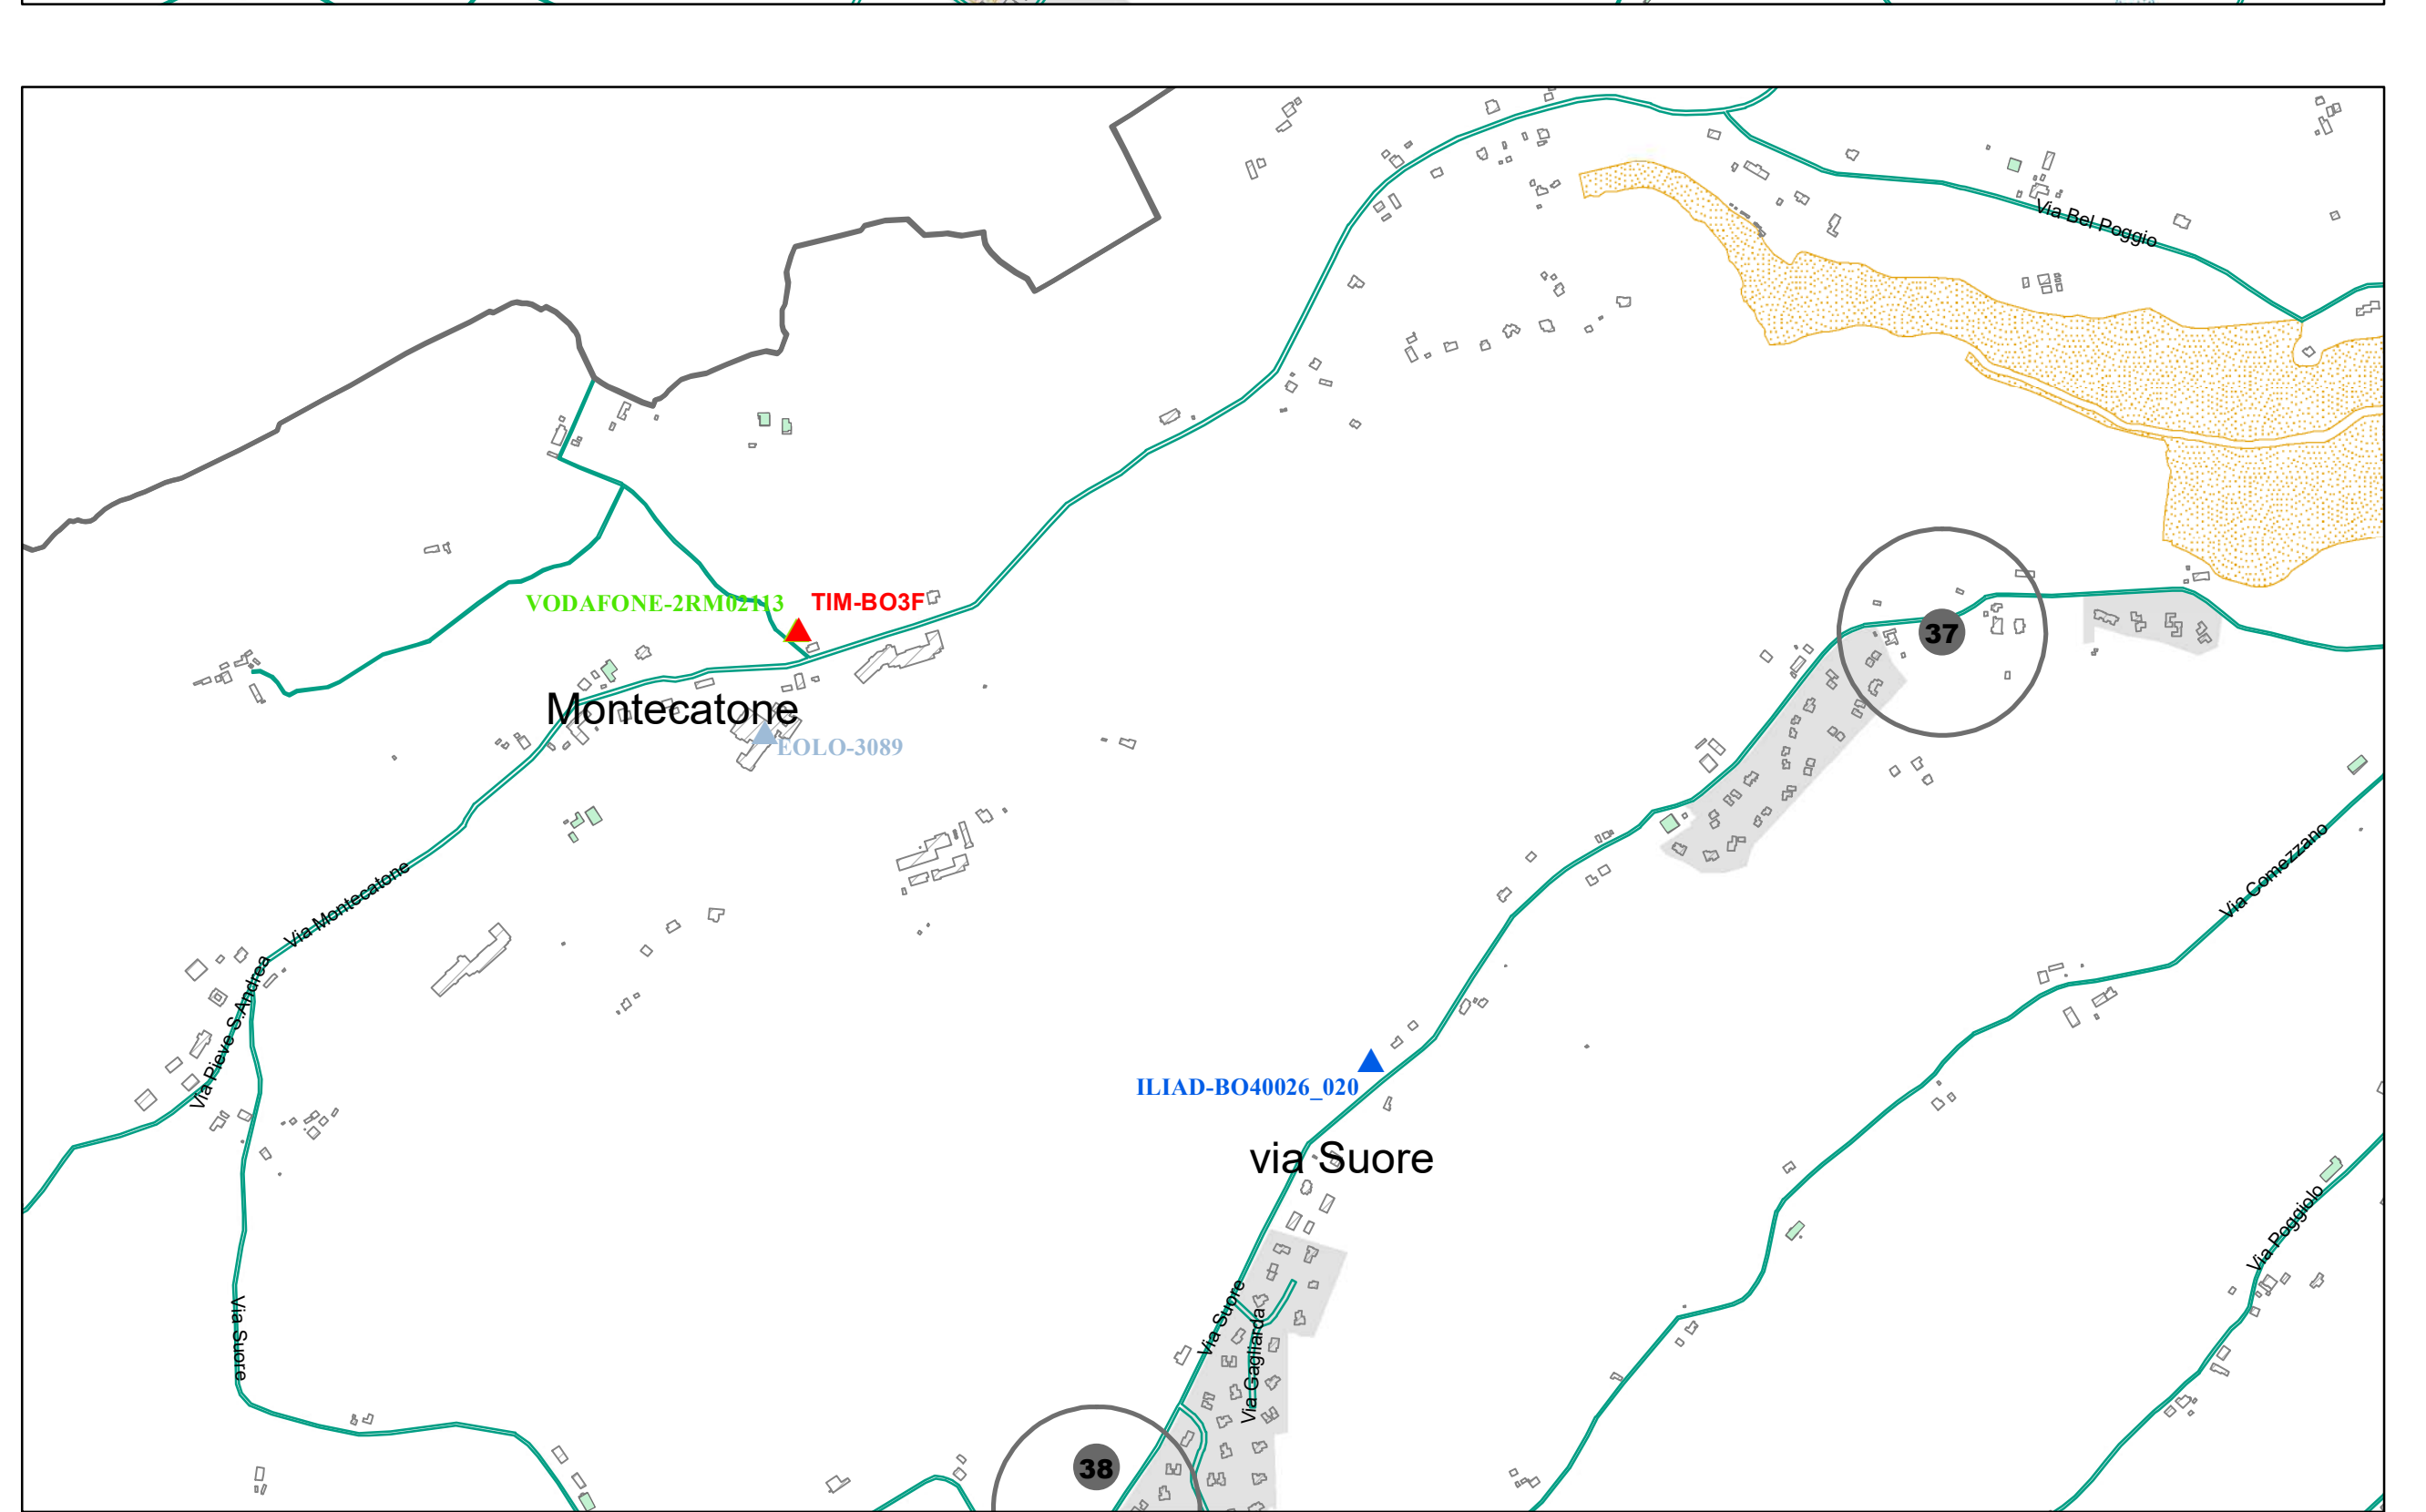 Via Bel Poggio
VODAFONE-2RM02113
TIM-BO3F
37
Montecatone
EOLO-3089
Via Comezzano
Via Montecatone
Via Pieve S.Andrea
ILIAD-BO40026_020
via Suore
Via Poggiolo
Via Suore
Via Suore
Via Gagliarda
38